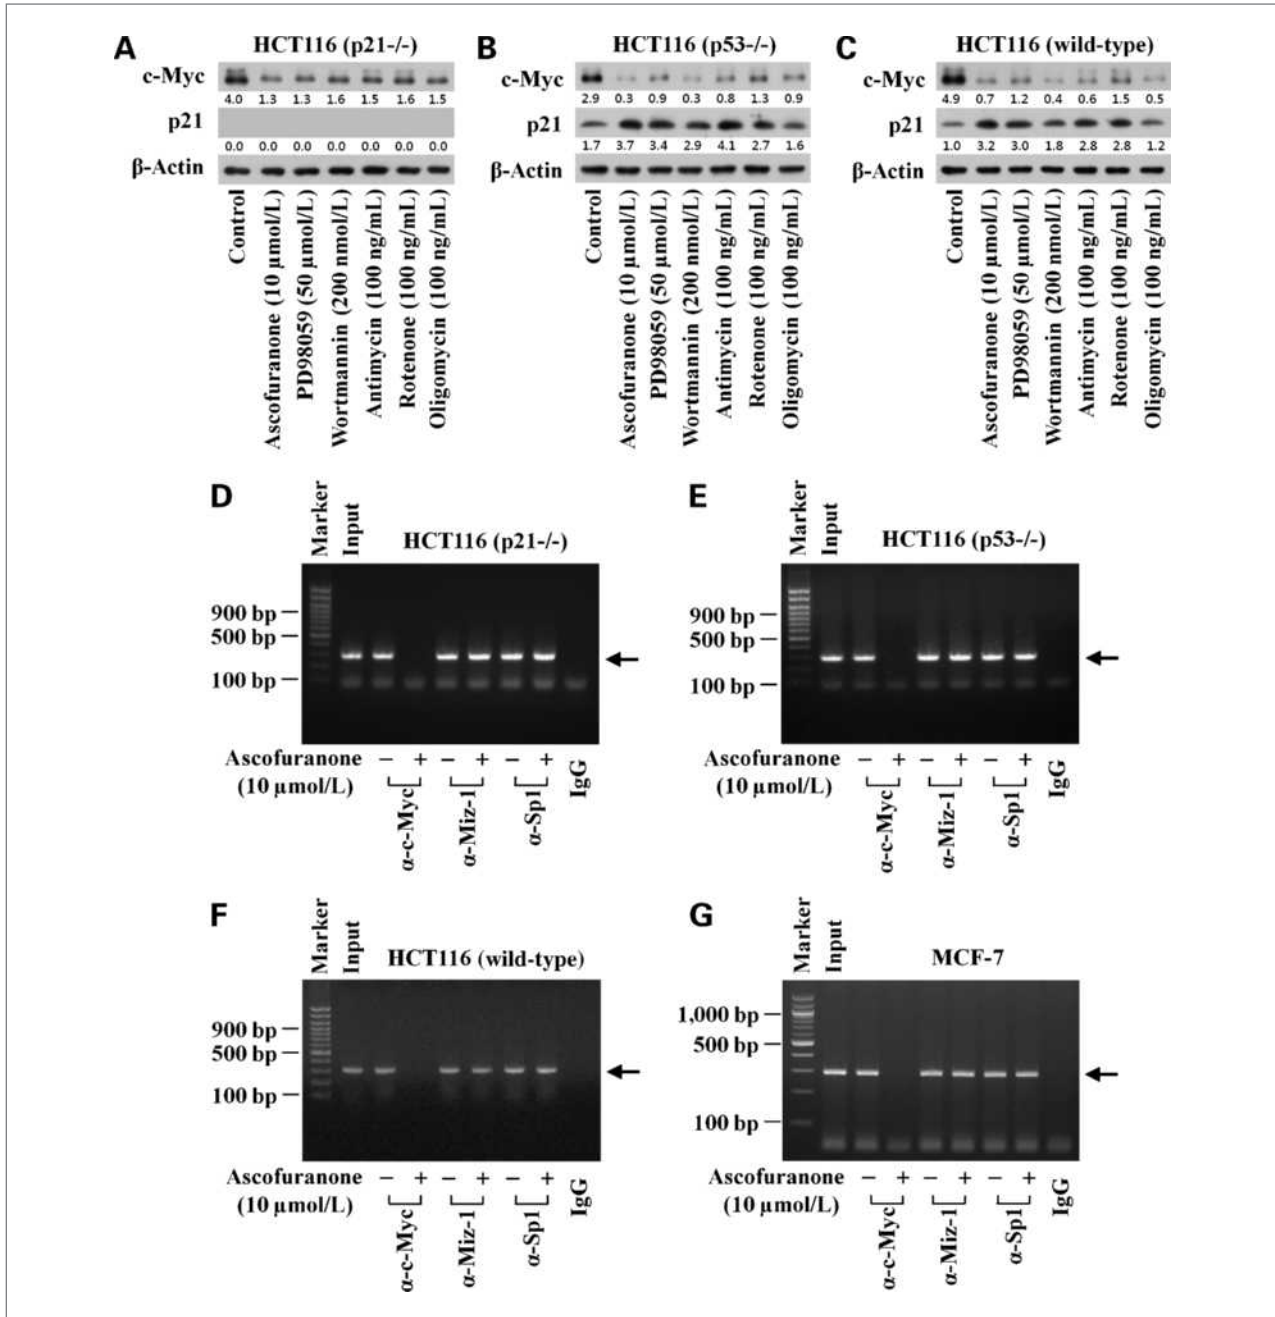 A
HCT116 (p21-/-)
c-Myc
4.0 1.3 1.3 1.6 1.5 1.6 1.5
p21
0.0 0.0 0.0 0.0 0.0 0.0 0.0
β-Actin
Control
Ascofuranone (10 μmol/L)
PD98059 (50 μmol/L)
Wortmannin (200 nmol/L)
Antimycin (100 ng/mL)
Rotenone (100 ng/mL)
Oligomycin (100 ng/mL)
B
HCT116 (p53-/-)
c-Myc
2.9 0.3 0.9 0.3 0.8 1.3 0.9
p21
1.7 3.7 3.4 2.9 4.1 2.7 1.6
β-Actin
Control
Ascofuranone (10 μmol/L)
PD98059 (50 μmol/L)
Wortmannin (200 nmol/L)
Antimycin (100 ng/mL)
Rotenone (100 ng/mL)
Oligomycin (100 ng/mL)
C
HCT116 (wild-type)
c-Myc
4.9 0.7 1.2 0.4 0.6 1.5 0.5
p21
1.0 3.2 3.0 1.8 2.8 2.8 1.2
β-Actin
Control
Ascofuranone (10 μmol/L)
PD98059 (50 μmol/L)
Wortmannin (200 nmol/L)
Antimycin (100 ng/mL)
Rotenone (100 ng/mL)
Oligomycin (100 ng/mL)
D
Marker
Input
HCT116 (p21-/-)
900 bp
500 bp
100 bp
Ascofuranone − + − + − +
(10 μmol/L)
α-c-Myc
α-Miz-1
α-Sp1
IgG
E
Marker
Input
HCT116 (p53-/-)
900 bp
500 bp
100 bp
Ascofuranone − + − + − +
(10 μmol/L)
α-c-Myc
α-Miz-1
α-Sp1
IgG
F
Marker
Input
HCT116 (wild-type)
900 bp
500 bp
100 bp
Ascofuranone − + − + − +
(10 μmol/L)
α-c-Myc
α-Miz-1
α-Sp1
IgG
G
Marker
Input
MCF-7
1,000 bp
500 bp
100 bp
Ascofuranone − + − + − +
(10 μmol/L)
α-c-Myc
α-Miz-1
α-Sp1
IgG